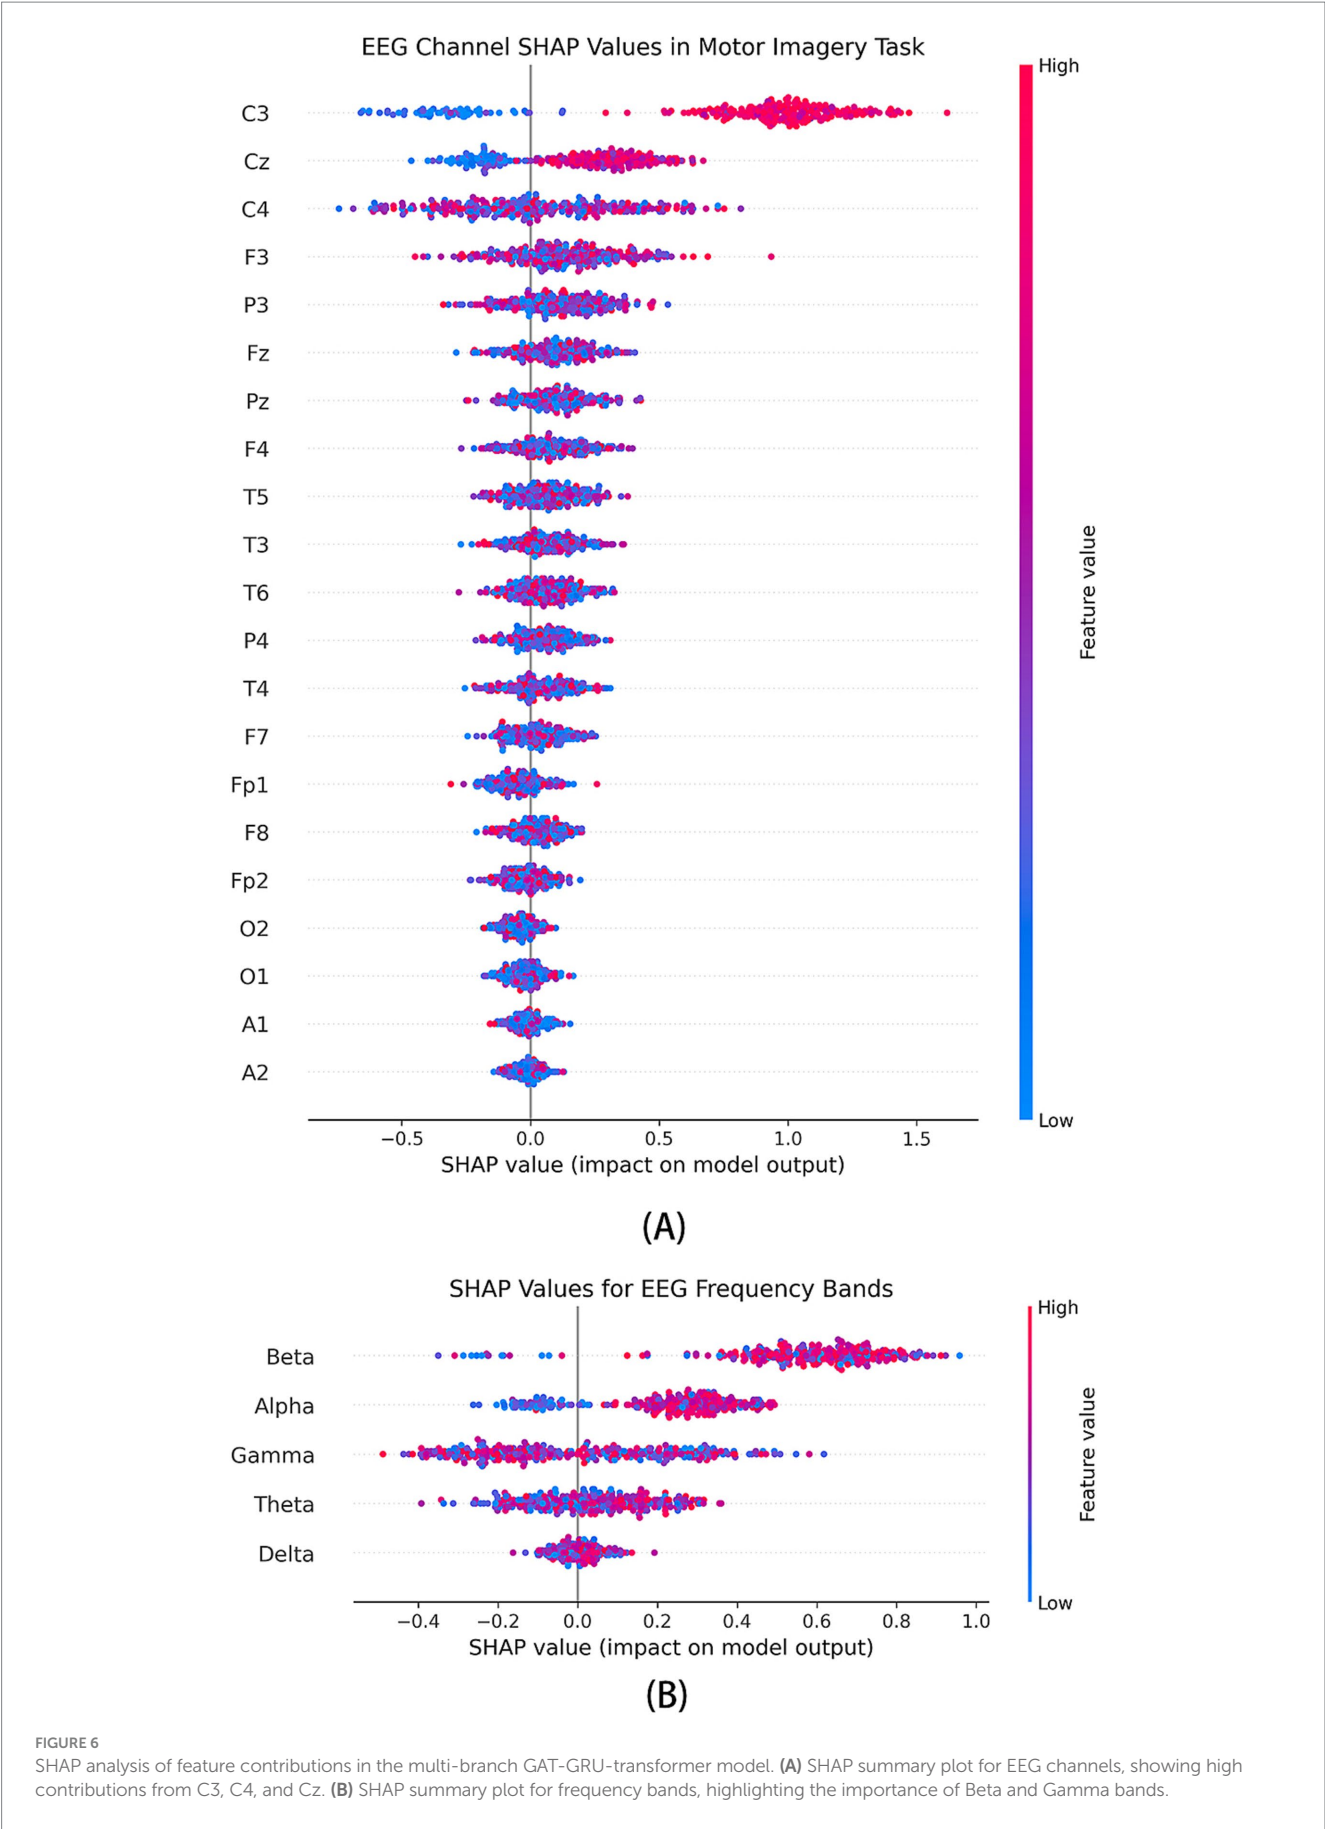 EEG Channel SHAP Values in Motor Imagery Task
High
C3
Cz
C4
F3
P3
Fz
Pz
F4
T5
T3
T6
P4
T4
F7
Fp1
F8
Fp2
O2
O1
A1
A2
Feature value
Low
−0.5 0.0 0.5 1.0 1.5
SHAP value (impact on model output)
(A)
SHAP Values for EEG Frequency Bands
High
Beta
Alpha
Gamma
Theta
Delta
Feature value
Low
−0.4 −0.2 0.0 0.2 0.4 0.6 0.8 1.0
SHAP value (impact on model output)
(B)
FIGURE 6
SHAP analysis of feature contributions in the multi-branch GAT-GRU-transformer model. (A) SHAP summary plot for EEG channels, showing high
contributions from C3, C4, and Cz. (B) SHAP summary plot for frequency bands, highlighting the importance of Beta and Gamma bands.